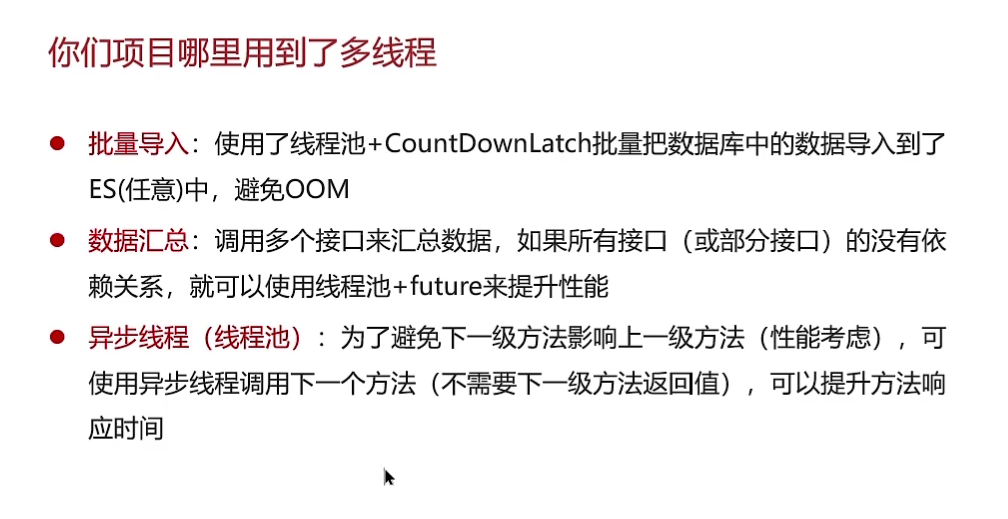 你们项目哪里用到了多线程
● 批量导入：使用了线程池+CountDownLatch批量把数据库中的数据导入到了
ES(任意)中，避免OOM
● 数据汇总：调用多个接口来汇总数据，如果所有接口（或部分接口）的没有依
赖关系，就可以使用线程池+future来提升性能
● 异步线程（线程池）：为了避免下一级方法影响上一级方法（性能考虑），可
使用异步线程调用下一个方法（不需要下一级方法返回值），可以提升方法响
应时间